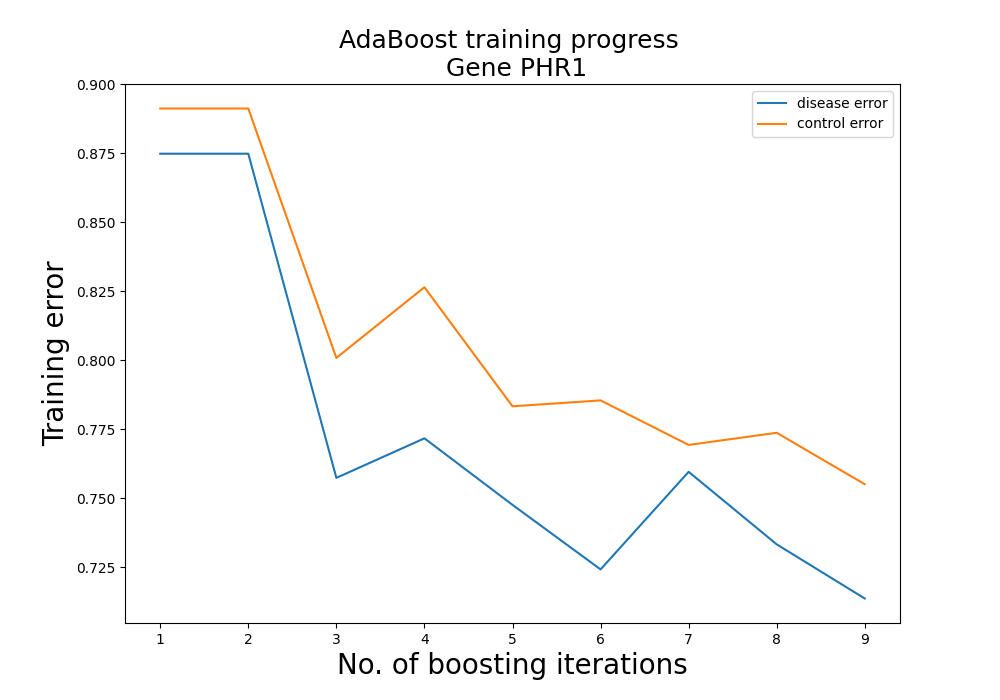 AdaBoost training progress
Gene PHR1
disease error
control error
Training error
0.900
0.875
0.850
0.825
0.800
0.775
0.750
0.725
1 2 3 4 5 6 7 8 9
No. of boosting iterations